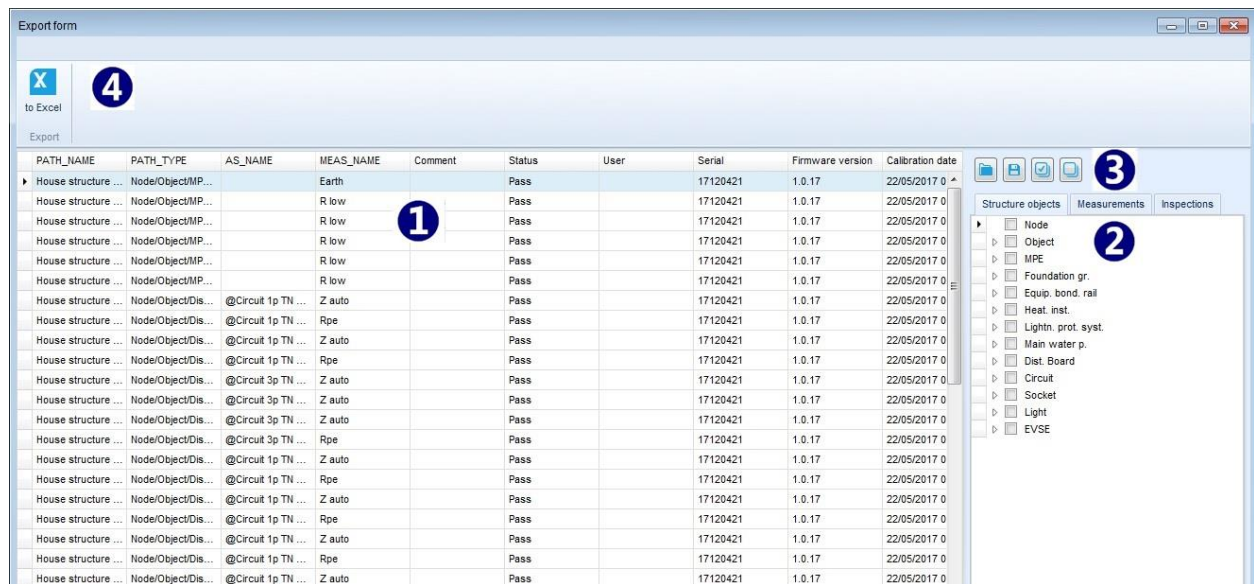 Export form
4
to Excel
Export
PATH_NAME PATH_TYPE AS_NAME MEAS_NAME Comment Status User Serial Firmware version Calibration date
House structure ... Node/Object/MP... Earth Pass 17120421 1.0.17 22/05/2017 0
House structure ... Node/Object/MP... R low Pass 17120421 1.0.17 22/05/2017 0
House structure ... Node/Object/MP... R low Pass 17120421 1.0.17 22/05/2017 0
House structure ... Node/Object/MP... R low Pass 17120421 1.0.17 22/05/2017 0
House structure ... Node/Object/MP... R low Pass 17120421 1.0.17 22/05/2017 0
House structure ... Node/Object/MP... R low Pass 17120421 1.0.17 22/05/2017 0
House structure ... Node/Object/Dis... @Circuit 1p TN ... Z auto Pass 17120421 1.0.17 22/05/2017 0
House structure ... Node/Object/Dis... @Circuit 1p TN ... Rpe Pass 17120421 1.0.17 22/05/2017 0
House structure ... Node/Object/Dis... @Circuit 1p TN ... Z auto Pass 17120421 1.0.17 22/05/2017 0
House structure ... Node/Object/Dis... @Circuit 1p TN ... Rpe Pass 17120421 1.0.17 22/05/2017 0
House structure ... Node/Object/Dis... @Circuit 3p TN ... Z auto Pass 17120421 1.0.17 22/05/2017 0
House structure ... Node/Object/Dis... @Circuit 3p TN ... Z auto Pass 17120421 1.0.17 22/05/2017 0
House structure ... Node/Object/Dis... @Circuit 3p TN ... Z auto Pass 17120421 1.0.17 22/05/2017 0
House structure ... Node/Object/Dis... @Circuit 3p TN ... Rpe Pass 17120421 1.0.17 22/05/2017 0
House structure ... Node/Object/Dis... @Circuit 1p TN ... Z auto Pass 17120421 1.0.17 22/05/2017 0
House structure ... Node/Object/Dis... @Circuit 1p TN ... Rpe Pass 17120421 1.0.17 22/05/2017 0
House structure ... Node/Object/Dis... @Circuit 1p TN ... Z auto Pass 17120421 1.0.17 22/05/2017 0
House structure ... Node/Object/Dis... @Circuit 1p TN ... Rpe Pass 17120421 1.0.17 22/05/2017 0
House structure ... Node/Object/Dis... @Circuit 1p TN ... Z auto Pass 17120421 1.0.17 22/05/2017 0
House structure ... Node/Object/Dis... @Circuit 1p TN ... Rpe Pass 17120421 1.0.17 22/05/2017 0
House structure ... Node/Object/Dis... @Circuit 1p TN ... Z auto Pass 17120421 1.0.17 22/05/2017 0
1
3
Structure objects Measurements Inspections
2
Node
Object
MPE
Foundation gr.
Equip. bond. rail
Heat. inst.
Lightn. prot. syst.
Main water p.
Dist. Board
Circuit
Socket
Light
EVSE